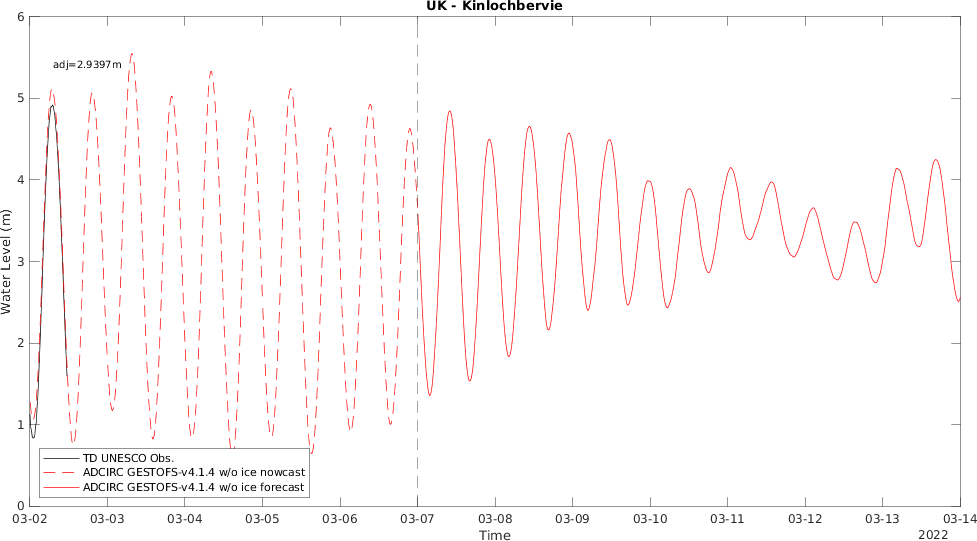 UK - Kinlochbervie
adj=2.9397m
6
5
4
3
2
1
0
Water Level (m)
TD UNESCO Obs.
ADCIRC GESTOFS-v4.1.4 w/o ice nowcast
ADCIRC GESTOFS-v4.1.4 w/o ice forecast
03-02 03-03 03-04 03-05 03-06 03-07 03-08 03-09 03-10 03-11 03-12 03-13 03-14
Time
2022